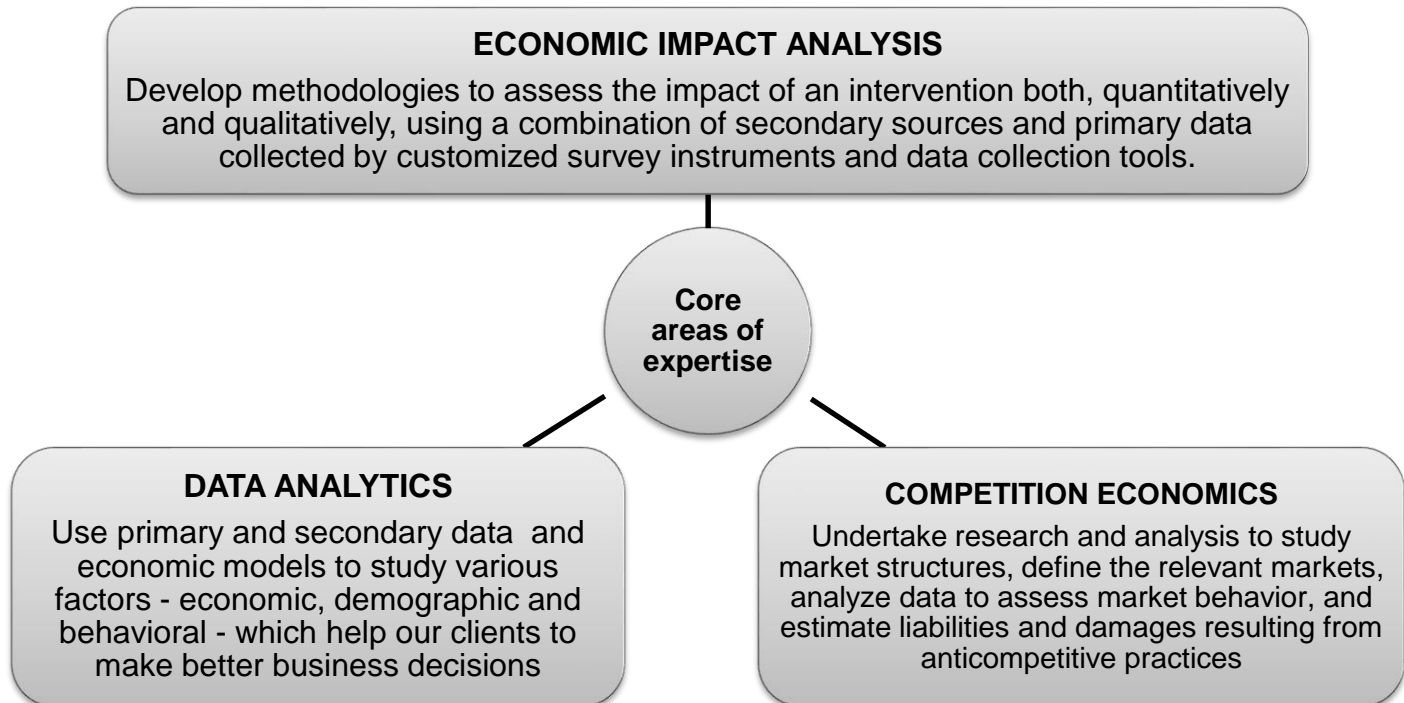 ECONOMIC IMPACT ANALYSIS
Develop methodologies to assess the impact of an intervention both, quantitatively
and qualitatively, using a combination of secondary sources and primary data
collected by customized survey instruments and data collection tools.
Core
areas of
expertise
DATA ANALYTICS
Use primary and secondary data  and
economic models to study various
factors - economic, demographic and
behavioral - which help our clients to
make better business decisions
COMPETITION ECONOMICS
Undertake research and analysis to study
market structures, define the relevant markets,
analyze data to assess market behavior, and
estimate liabilities and damages resulting from
anticompetitive practices